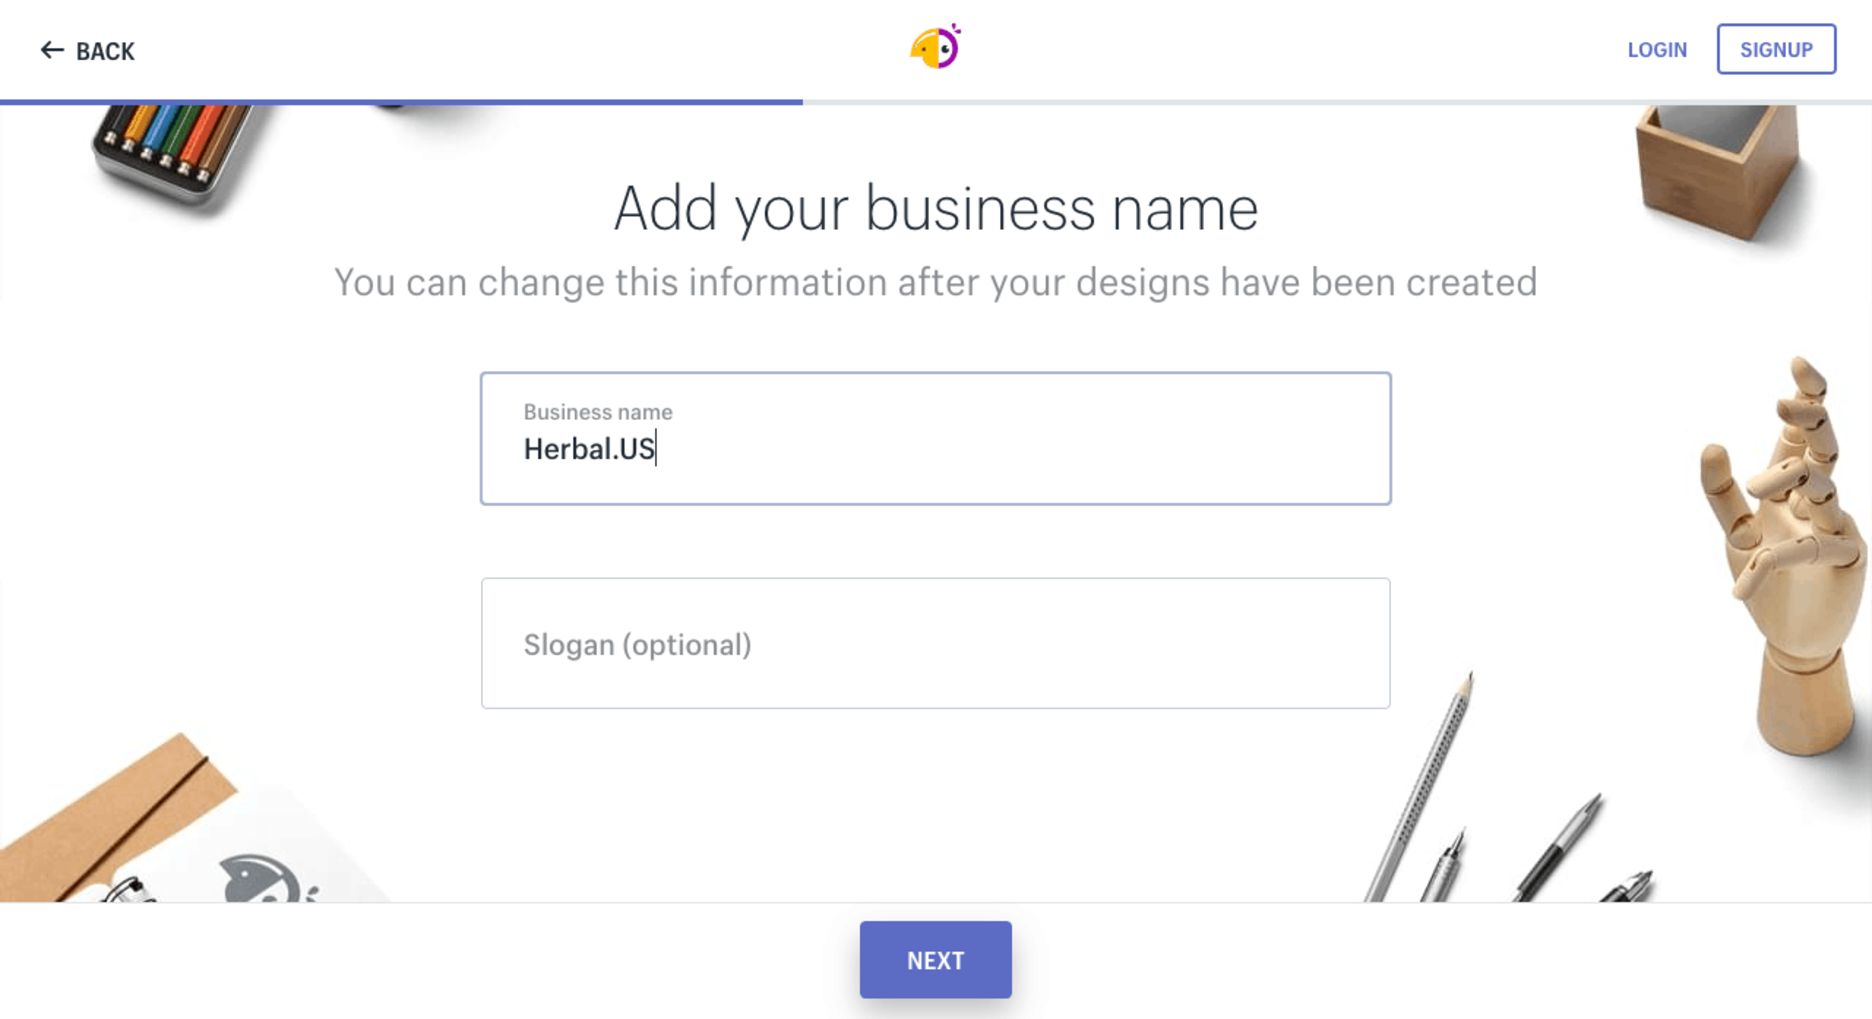 BACK
LOGIN
SIGNUP
Add your business name
You can change this information after your designs have been created
Business name
Herbal.US
Slogan (optional)
NEXT